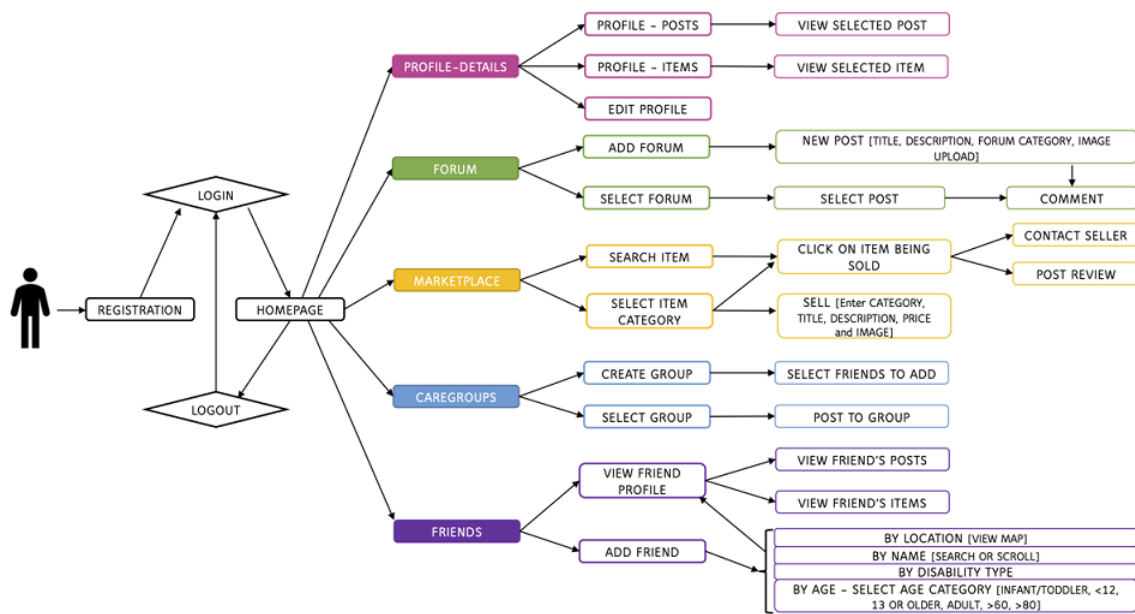 PROFILE - POSTS
VIEW SELECTED POST
PROFILE-DETAILS
PROFILE - ITEMS
VIEW SELECTED ITEM
EDIT PROFILE
ADD FORUM
NEW POST [TITLE, DESCRIPTION, FORUM CATEGORY, IMAGE
UPLOAD]
FORUM
SELECT FORUM
SELECT POST
COMMENT
LOGIN
REGISTRATION
HOMEPAGE
LOGOUT
MARKETPLACE
SEARCH ITEM
CLICK ON ITEM BEING
SOLD
CONTACT SELLER
POST REVIEW
SELECT ITEM
CATEGORY
SELL [Enter CATEGORY,
TITLE, DESCRIPTION, PRICE
and IMAGE]
CAREGROUPS
CREATE GROUP
SELECT FRIENDS TO ADD
SELECT GROUP
POST TO GROUP
FRIENDS
VIEW FRIEND
PROFILE
VIEW FRIEND'S POSTS
VIEW FRIEND'S ITEMS
ADD FRIEND
BY LOCATION [VIEW MAP]
BY NAME [SEARCH OR SCROLL]
BY DISABILITY TYPE
BY AGE – SELECT AGE CATEGORY [INFANT/TODDLER, <12,
13 OR OLDER, ADULT, >60, >80]